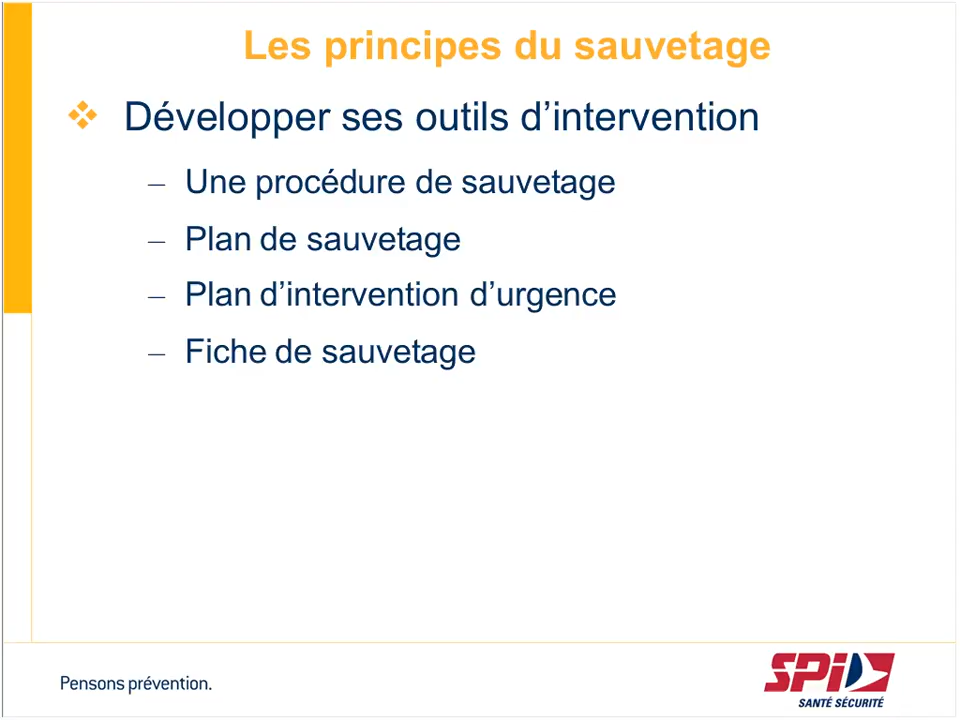 Les principes du sauvetage
❖ Développer ses outils d’intervention
– Une procédure de sauvetage
– Plan de sauvetage
– Plan d’intervention d’urgence
– Fiche de sauvetage
Pensons prévention.
SPI
SANTÉ SÉCURITÉ